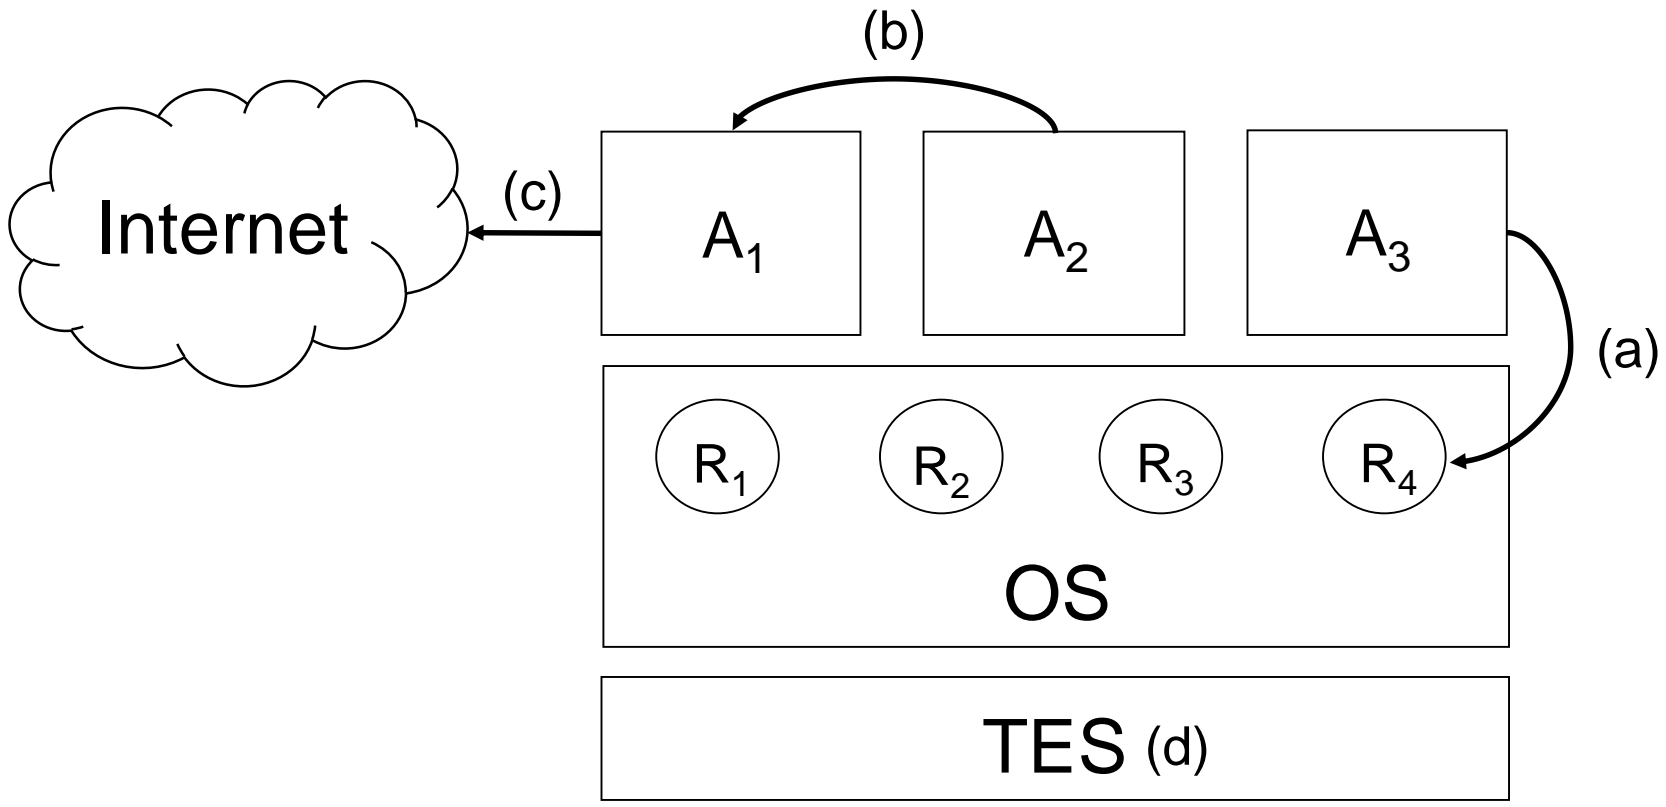 (b)
Internet
(c)
A1
A2
A3
(a)
R1
R2
R3
R4
OS
TES (d)